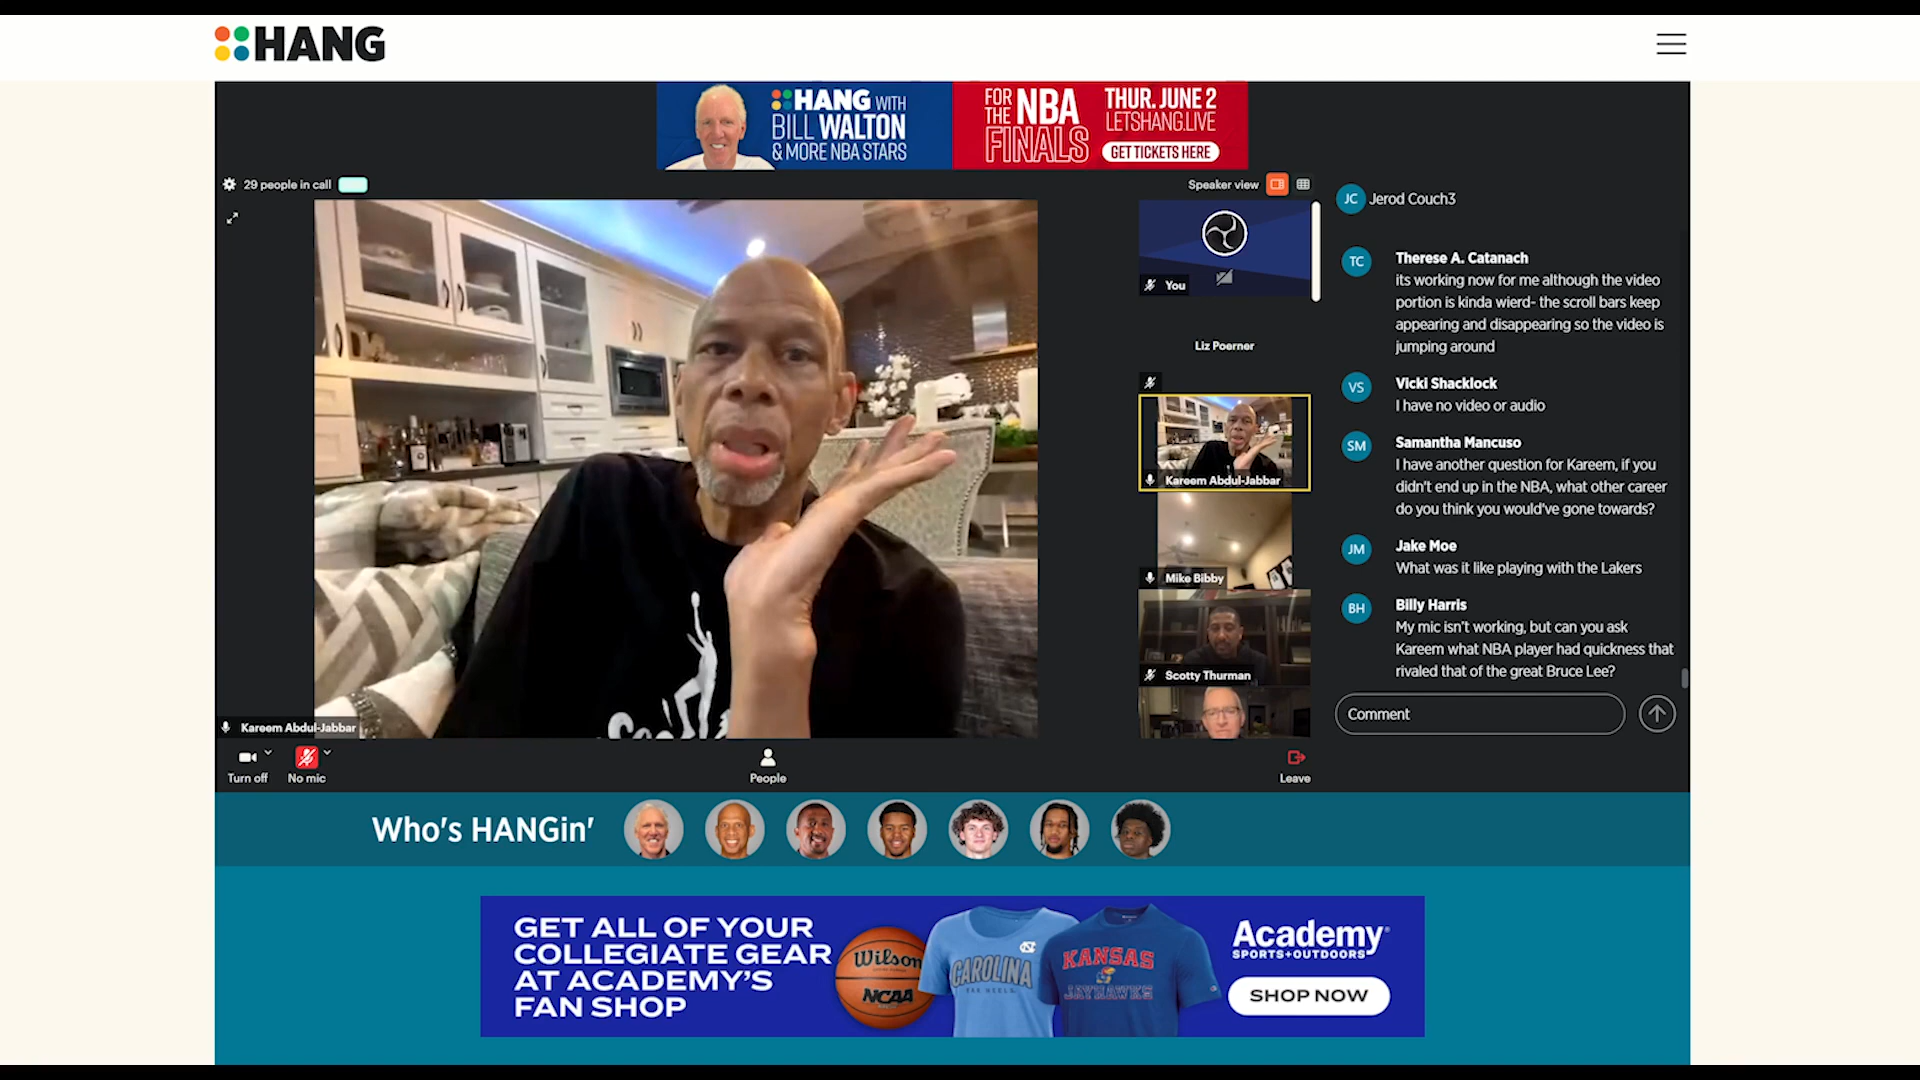 HANG
HANG WITH
BILL WALTON
& MORE NBA STARS
FOR
THE
NBA
FINALS
THUR. JUNE 2
LETSHANG.LIVE
GET TICKETS HERE
29 people in call
Speaker view
You
Liz Poerner
Kareem Abdul-Jabbar
Mike Bibby
Scotty Thurman
Kareem Abdul-Jabbar
JC Jerod Couch3
TC Therese A. Catanach
its working now for me although the video
portion is kinda wierd- the scroll bars keep
appearing and disappearing so the video is
jumping around
VS Vicki Shacklock
I have no video or audio
SM Samantha Mancuso
I have another question for Kareem, if you
didn't end up in the NBA, what other career
do you think you would've gone towards?
JM Jake Moe
What was it like playing with the Lakers
BH Billy Harris
My mic isn't working, but can you ask
Kareem what NBA player had quickness that
rivaled that of the great Bruce Lee?
Comment
Turn off
No mic
People
Leave
Who's HANGin'
GET ALL OF YOUR
COLLEGIATE GEAR
AT ACADEMY'S
FAN SHOP
Wilson
NCAA
CAROLINA
TAR HEELS
KANSAS
JAYHAWKS
Academy
SPORTS+OUTDOORS
SHOP NOW